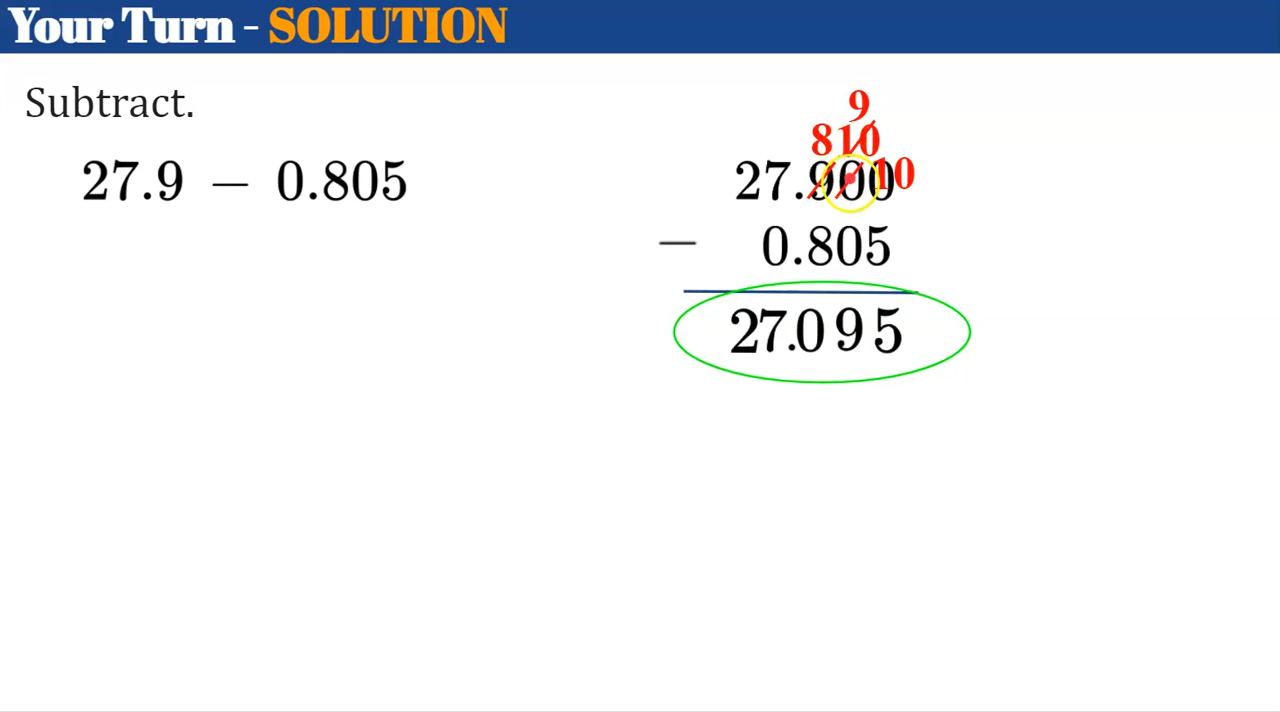 Your Turn - SOLUTION
Subtract.
27.9 − 0.805
9
8 10
27.900 10
− 0.805
27.095